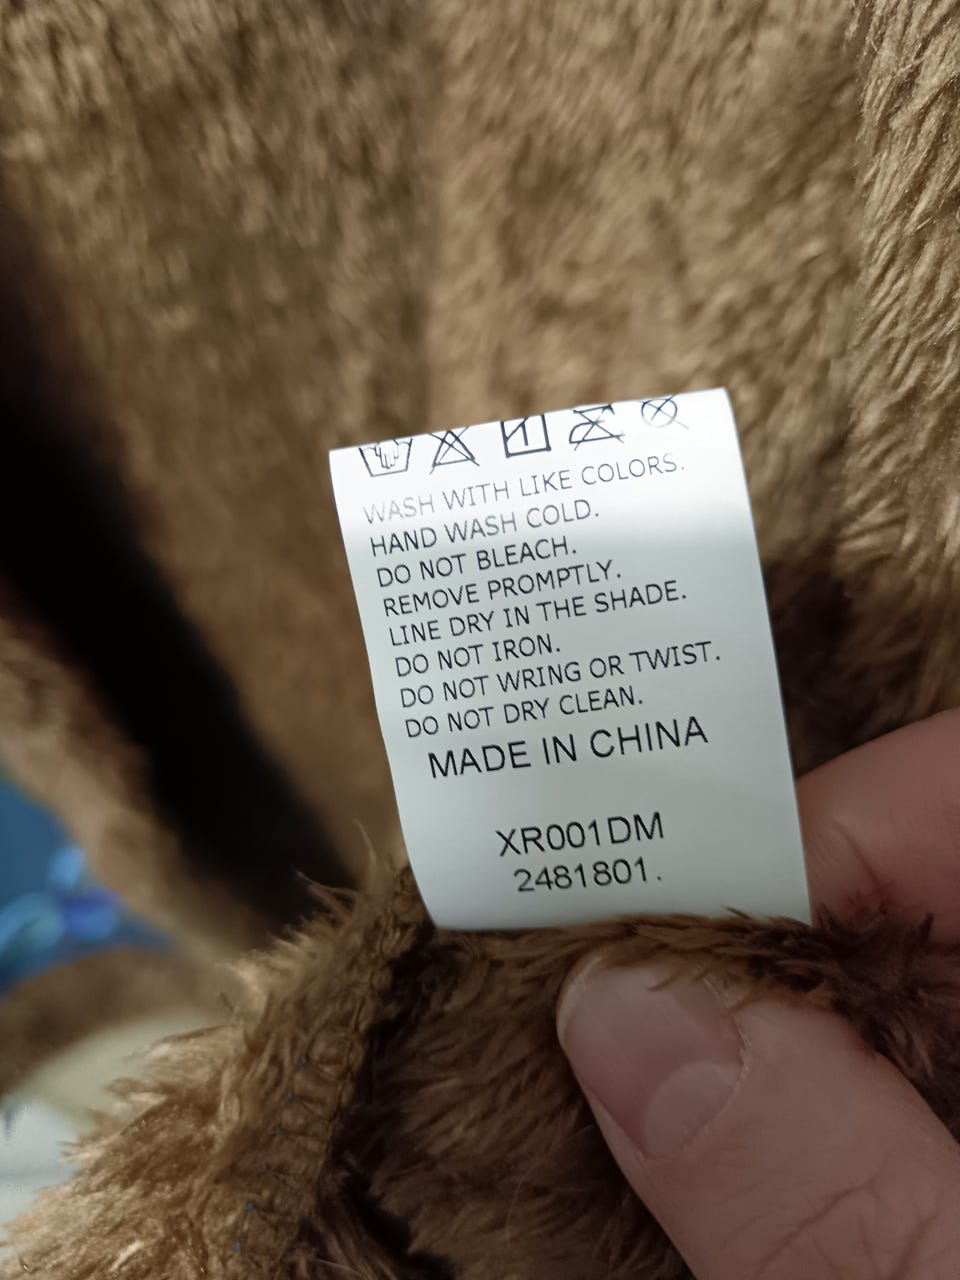 WASH WITH LIKE COLORS.
HAND WASH COLD.
DO NOT BLEACH.
REMOVE PROMPTLY.
LINE DRY IN THE SHADE.
DO NOT IRON.
DO NOT WRING OR TWIST.
DO NOT DRY CLEAN.
MADE IN CHINA
XR001DM
2481801.